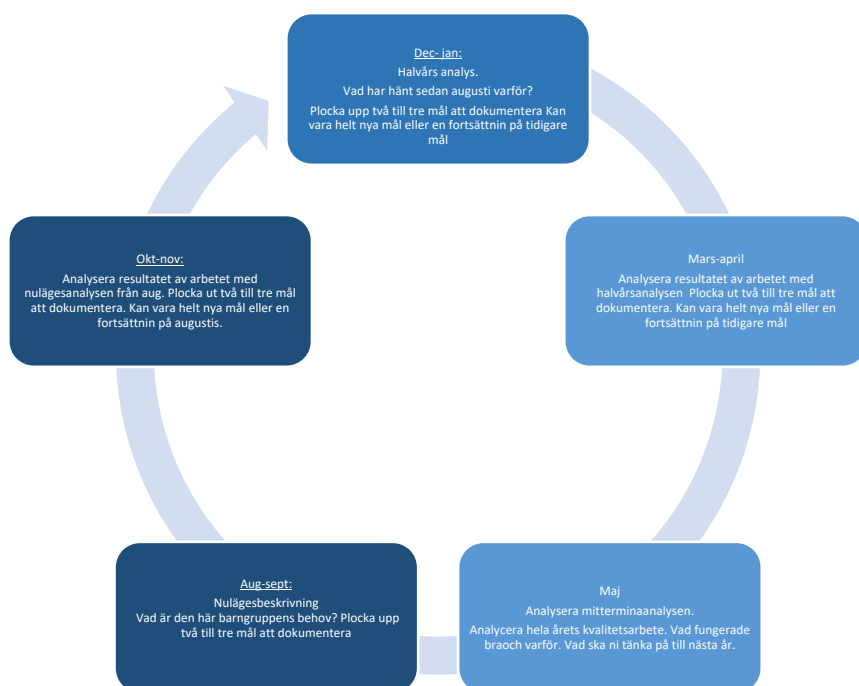 Dec- jan:
Halvårs analys.
Vad har hänt sedan augusti varför?
Plocka upp två till tre mål att dokumentera Kan
vara helt nya mål eller en fortsättnin på tidigare
mål
Mars-april
Analysera resultatet av arbetet med
halvårsanalysen  Plocka ut två till tre mål att
dokumentera. Kan vara helt nya mål eller en
fortsättnin på tidigare mål
Maj
Analysera mitterminaanalysen.
Analycera hela årets kvalitetsarbete. Vad fungerade
braoch varför. Vad ska ni tänka på till nästa år.
Aug-sept:
Nulägesbeskrivning
Vad är den här barngruppens behov? Plocka upp
två till tre mål att dokumentera
Okt-nov:
Analysera resultatet av arbetet med
nulägesanalysen från aug. Plocka ut två till tre mål
att dokumentera. Kan vara helt nya mål eller en
fortsättnin på augustis.